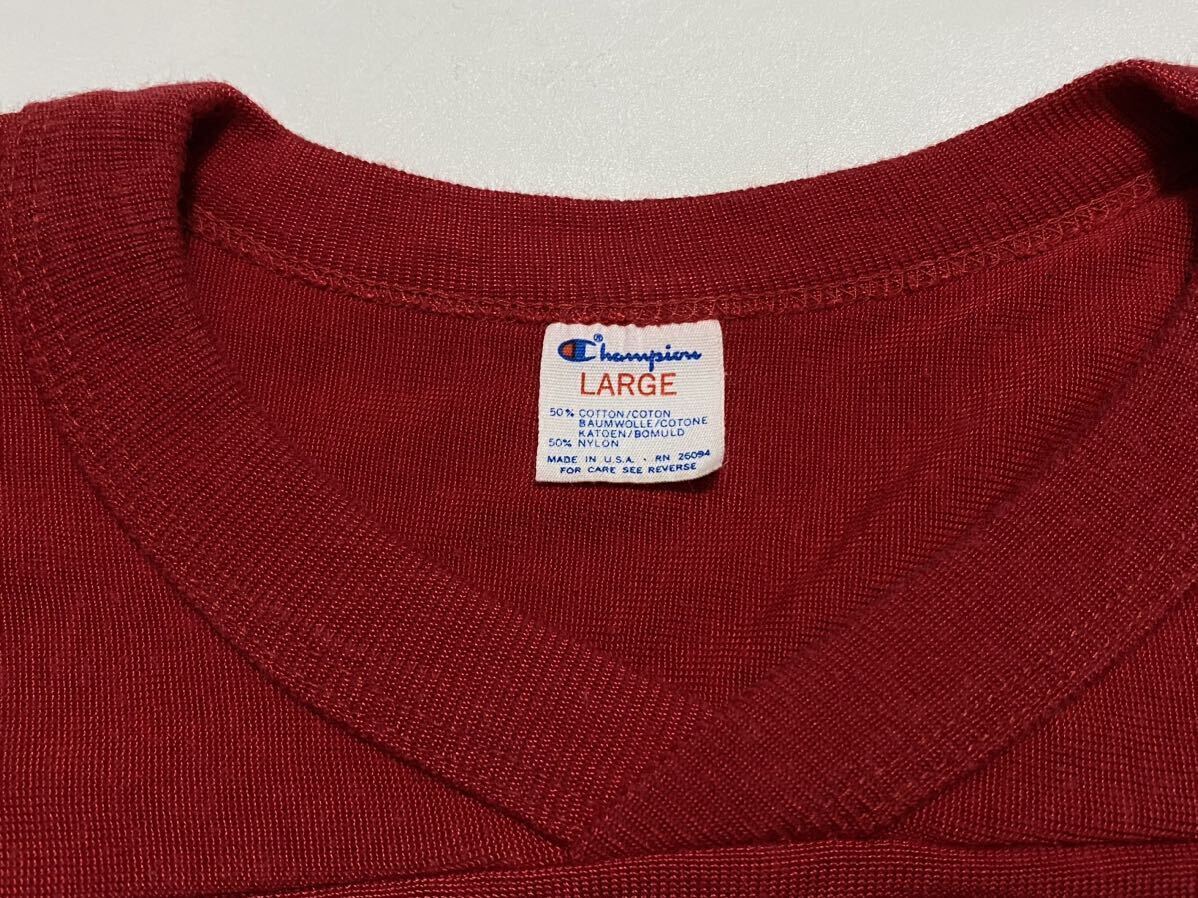 Champion®
LARGE
50% COTTON/COTON
BAUMWOLLE/COTONE
KATOEN/BOMULD
50% NYLON
MADE IN U.S.A. · RN 26094
FOR CARE SEE REVERSE